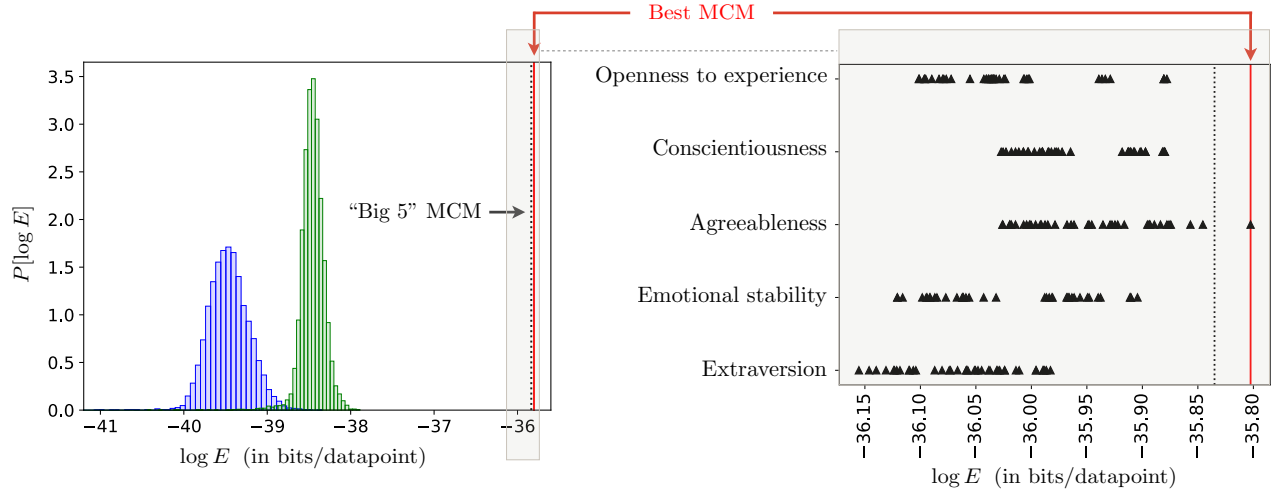 Best MCM
3.5
3.0
2.5
2.0
1.5
1.0
0.5
0.0
P[log E]
“Big 5” MCM
−41
−40
−39
−38
−37
−36
log E (in bits/datapoint)
Openness to experience
Conscientiousness
Agreeableness
Emotional stability
Extraversion
−36.15
−36.10
−36.05
−36.00
−35.95
−35.90
−35.85
−35.80
log E (in bits/datapoint)